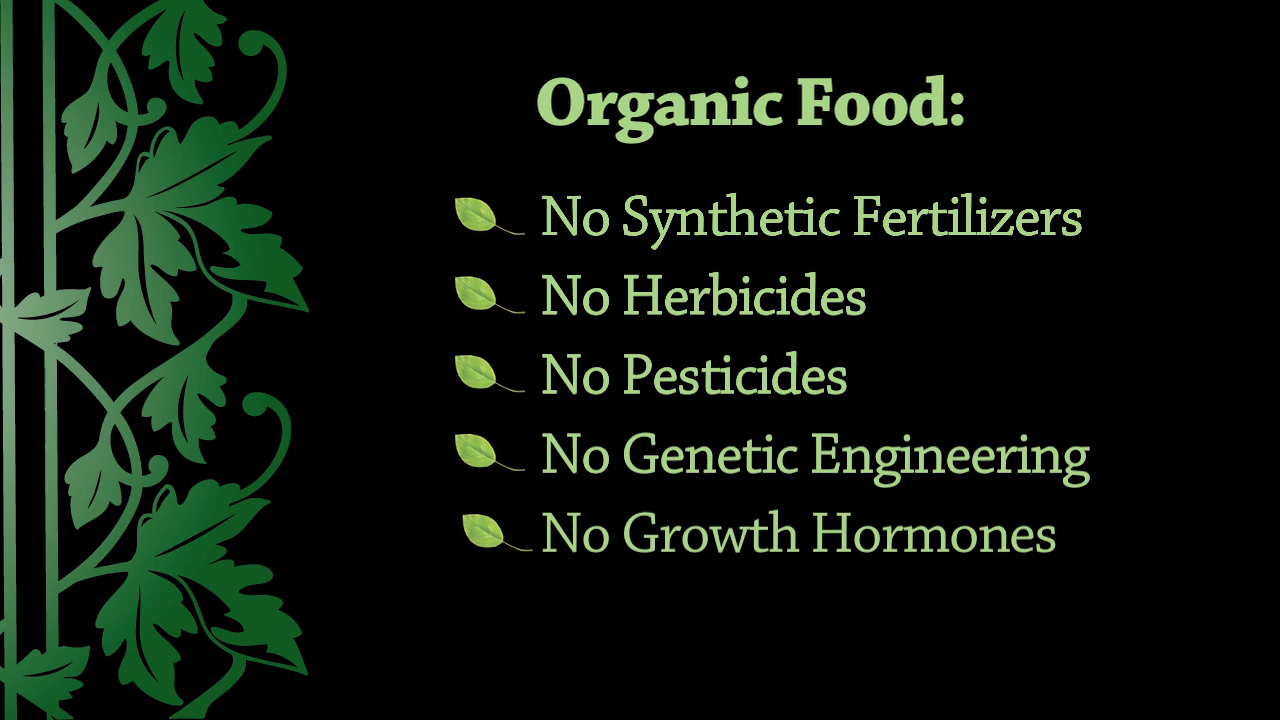 Organic Food:
No Synthetic Fertilizers
No Herbicides
No Pesticides
No Genetic Engineering
No Growth Hormones